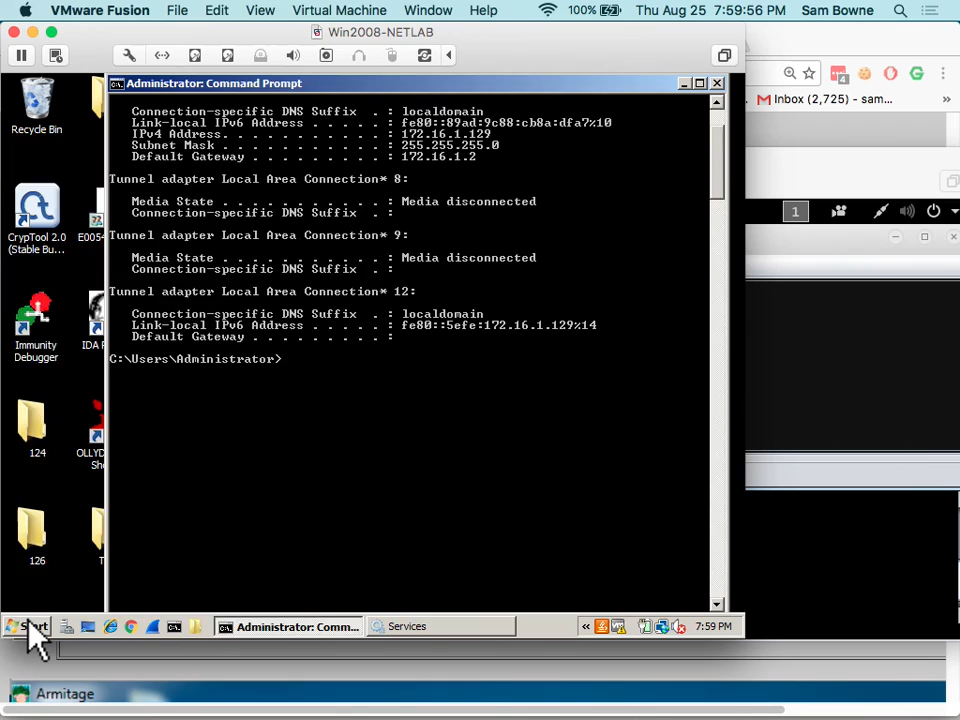 VMware Fusion File Edit View Virtual Machine Window Help 100% Thu Aug 25 7:59:56 PM Sam Bowne
Win2008-NETLAB
4
Inbox (2,725) - sam...
»
Recycle Bin
CrypTool 2.0
(Stable Bu...
E0054
Immunity
Debugger
IDA
124
OLLYD
Sh
126
T
1
Administrator: Command Prompt
Connection-specific DNS Suffix . : localdomain
Link-local IPv6 Address . . . . . : fe80::89ad:9c88:cb8a:dfa7%10
IPv4 Address. . . . . . . . . . . : 172.16.1.129
Subnet Mask . . . . . . . . . . . : 255.255.255.0
Default Gateway . . . . . . . . . : 172.16.1.2
Tunnel adapter Local Area Connection* 8:
Media State . . . . . . . . . . . : Media disconnected
Connection-specific DNS Suffix . :
Tunnel adapter Local Area Connection* 9:
Media State . . . . . . . . . . . : Media disconnected
Connection-specific DNS Suffix . :
Tunnel adapter Local Area Connection* 12:
Connection-specific DNS Suffix . : localdomain
Link-local IPv6 Address . . . . . : fe80::5efe:172.16.1.129%14
Default Gateway . . . . . . . . . :
C:\Users\Administrator>
Start
Administrator: Comm...
Services
«
7:59 PM
Armitage